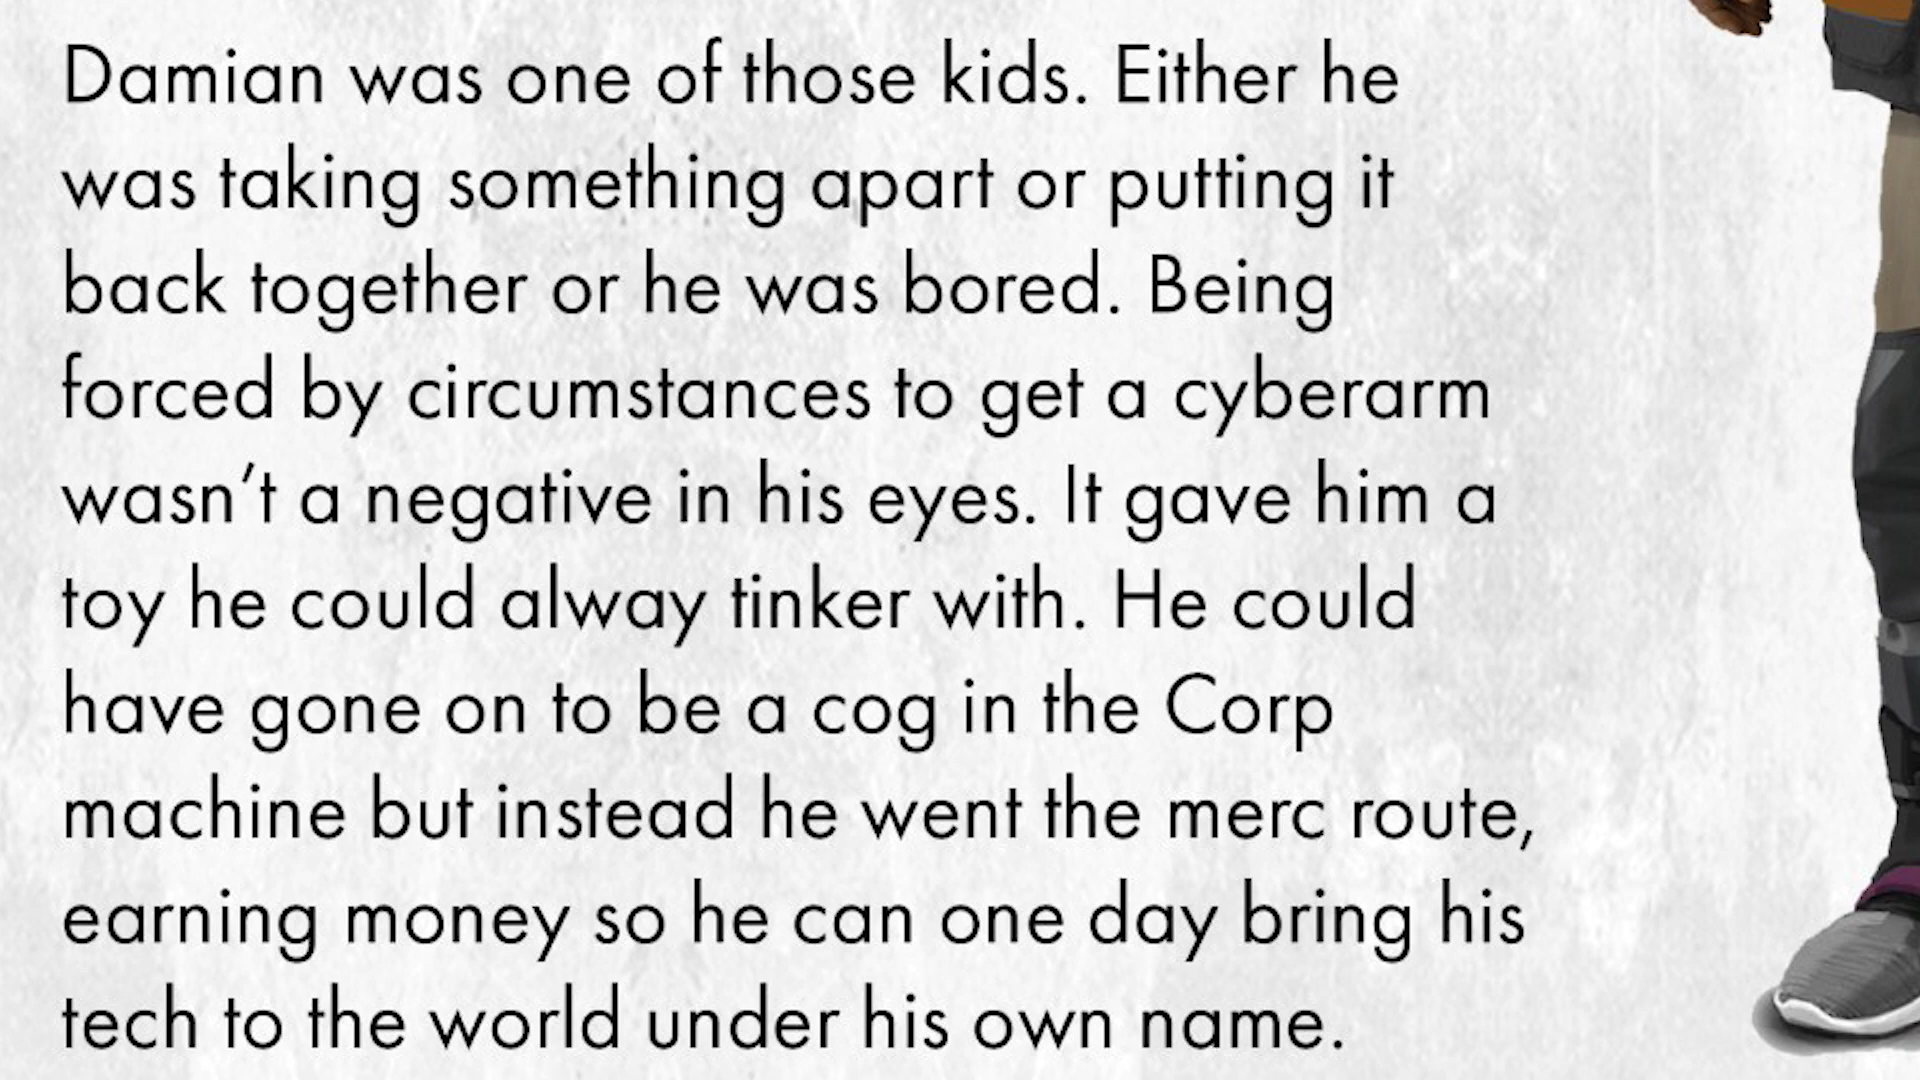 Damian was one of those kids. Either he
was taking something apart or putting it
back together or he was bored. Being
forced by circumstances to get a cyberarm
wasn’t a negative in his eyes. It gave him a
toy he could alway tinker with. He could
have gone on to be a cog in the Corp
machine but instead he went the merc route,
earning money so he can one day bring his
tech to the world under his own name.